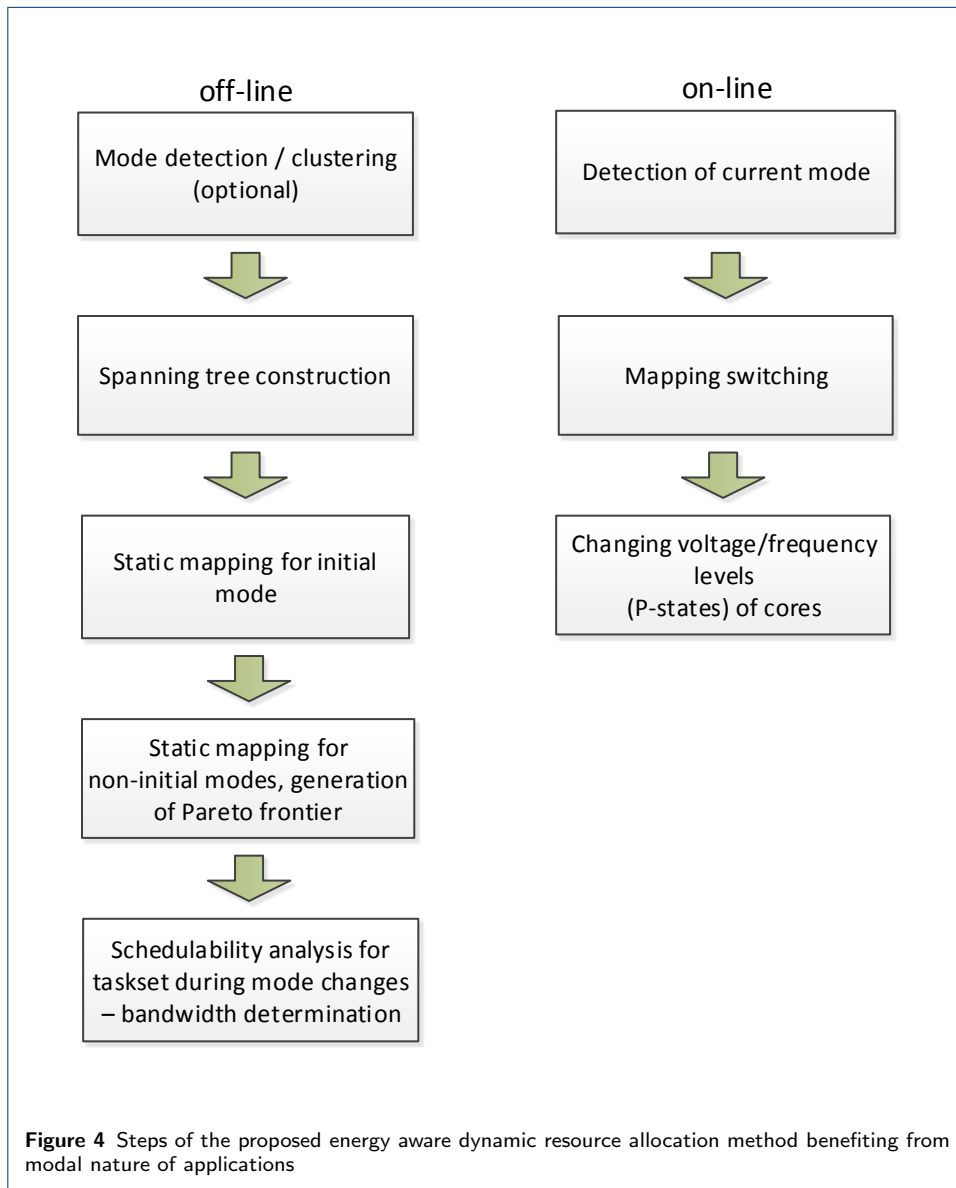 off-line
Mode detection / clustering
(optional)
Spanning tree construction
Static mapping for initial
mode
Static mapping for
non-initial modes, generation
of Pareto frontier
Schedulability analysis for
taskset during mode changes
– bandwidth determination
on-line
Detection of current mode
Mapping switching
Changing voltage/frequency
levels
(P-states) of cores
Figure 4 Steps of the proposed energy aware dynamic resource allocation method benefiting from
modal nature of applications